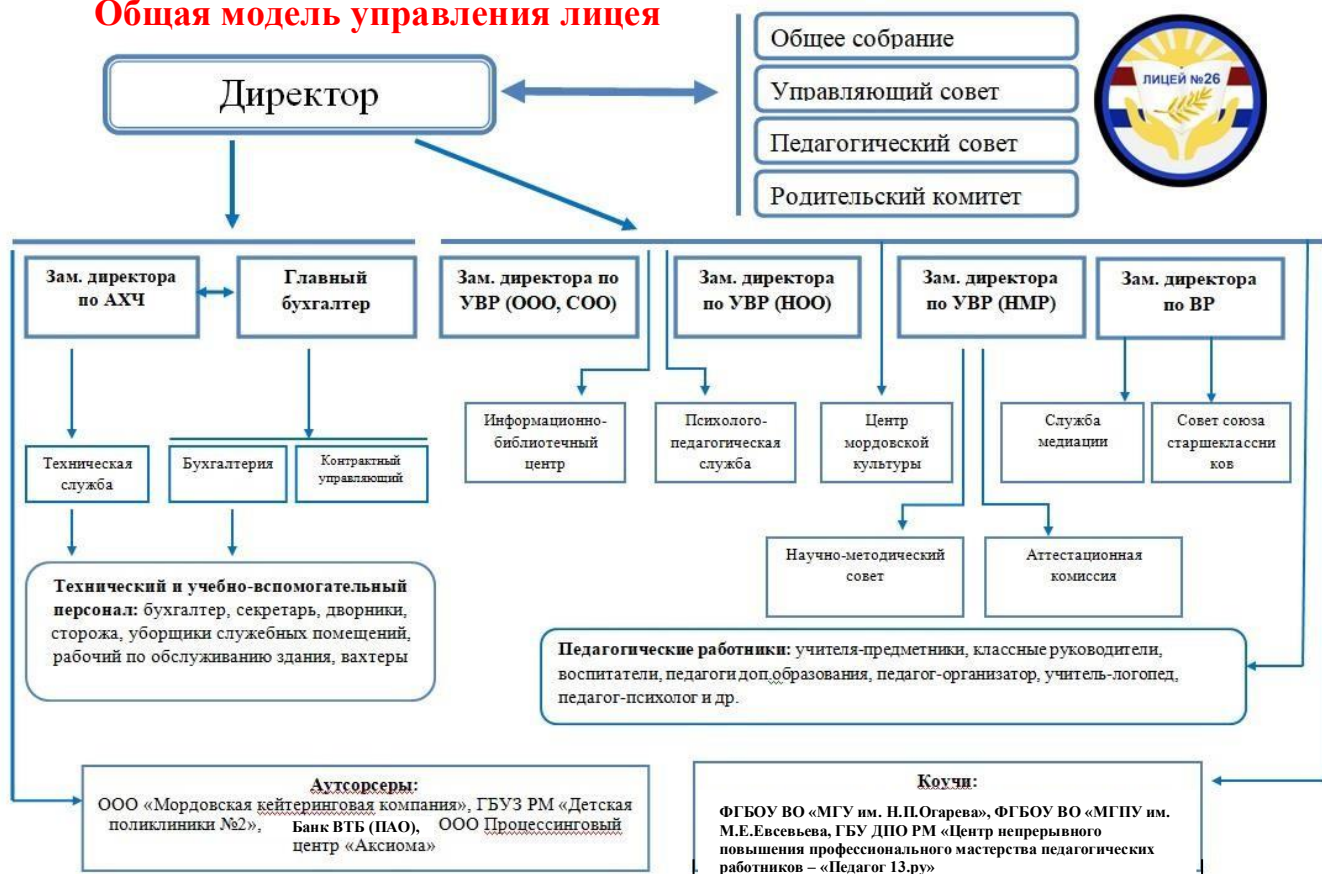 Общая модель управления лицея
Директор
Общее собрание
Управляющий совет
Педагогический совет
Родительский комитет
ЛИЦЕЙ №26
Зам. директора
по АХЧ
Главный
бухгалтер
Зам. директора по
УВР (ООО, СОО)
Зам. директора
по УВР (НОО)
Зам. директора
по УВР (НМР)
Зам. директора
по ВР
Информационно-
библиотечный
центр
Психолого-
педагогическая
служба
Центр
мордовской
культуры
Служба
медиации
Совет союза
старшеклассни
ков
Техническая
служба
Бухгалтерия
Контрактный
управляющий
Научно-методический
совет
Аттестационная
комиссия
Технический и учебно-вспомогательный
персонал: бухгалтер, секретарь, дворники,
сторожа, уборщики служебных помещений,
рабочий по обслуживанию здания, вахтеры
Педагогические работники: учителя-предметники, классные руководители,
воспитатели, педагоги доп.образования, педагог-организатор, учитель-логопед,
педагог-психолог и др.
Аутсорсеры:
ООО «Мордовская кейтеринговая компания», ГБУЗ РМ «Детская
поликлиники №2», Банк ВТБ (ПАО), ООО Процессинговый
центр «Аксиома»
Коучи:
ФГБОУ ВО «МГУ им. Н.П.Огарева», ФГБОУ ВО «МГПУ им.
М.Е.Евсевьева, ГБУ ДПО РМ «Центр непрерывного
повышения профессионального мастерства педагогических
работников – «Педагог 13.ру»